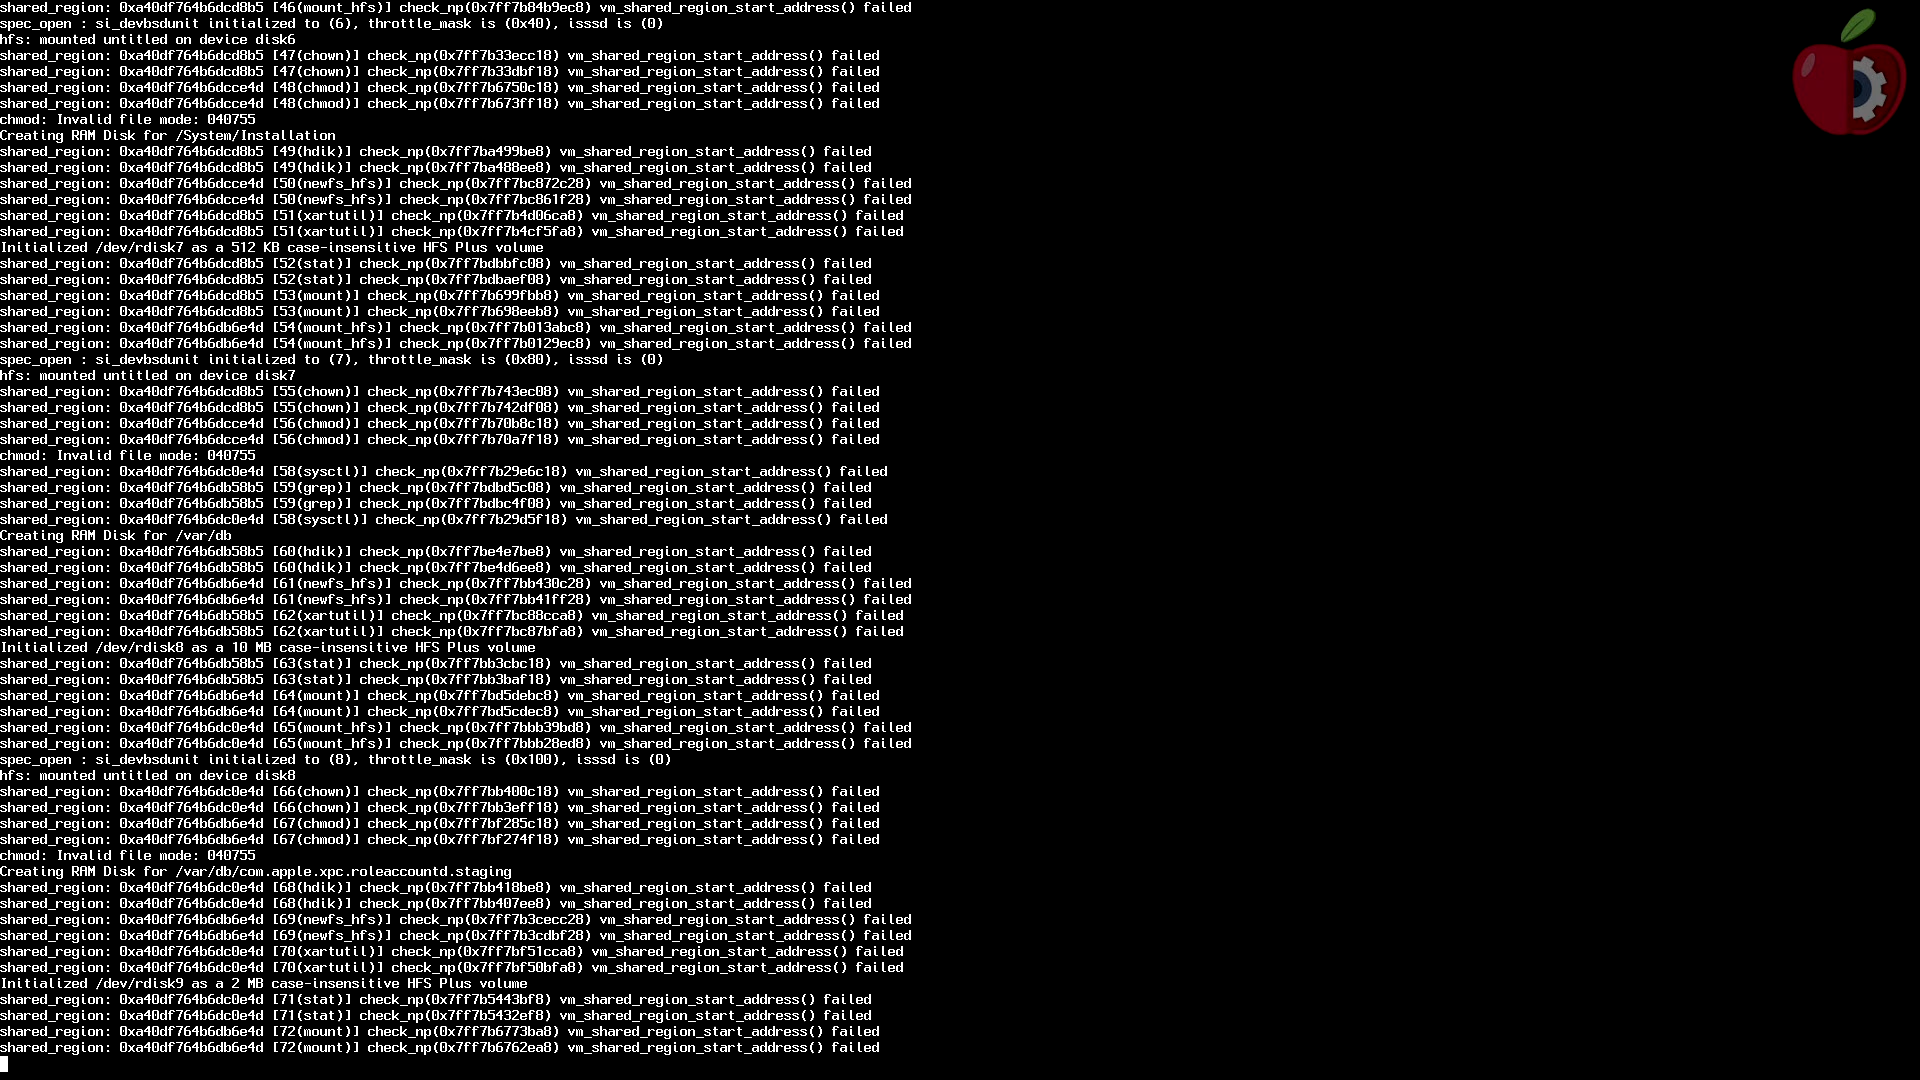 shared_region: 0xa40df764b6dcd8b5 [46(mount_hfs)] check_np(0x7ff7b84b9ec8) vm_shared_region_start_address() failed
spec_open : si_devbsdunit initialized to (6), throttle_mask is (0x40), isssd is (0)
hfs: mounted untitled on device disk6
shared_region: 0xa40df764b6dcd8b5 [47(chown)] check_np(0x7ff7b33ecc18) vm_shared_region_start_address() failed
shared_region: 0xa40df764b6dcd8b5 [47(chown)] check_np(0x7ff7b33dbf18) vm_shared_region_start_address() failed
shared_region: 0xa40df764b6dcce4d [48(chmod)] check_np(0x7ff7b6750c18) vm_shared_region_start_address() failed
shared_region: 0xa40df764b6dcce4d [48(chmod)] check_np(0x7ff7b673ff18) vm_shared_region_start_address() failed
chmod: Invalid file mode: 040755
Creating RAM Disk for /System/Installation
shared_region: 0xa40df764b6dcd8b5 [49(hdik)] check_np(0x7ff7ba499be8) vm_shared_region_start_address() failed
shared_region: 0xa40df764b6dcd8b5 [49(hdik)] check_np(0x7ff7ba488ee8) vm_shared_region_start_address() failed
shared_region: 0xa40df764b6dcce4d [50(newfs_hfs)] check_np(0x7ff7bc872c28) vm_shared_region_start_address() failed
shared_region: 0xa40df764b6dcce4d [50(newfs_hfs)] check_np(0x7ff7bc861f28) vm_shared_region_start_address() failed
shared_region: 0xa40df764b6dcd8b5 [51(xartutil)] check_np(0x7ff7b4d06ca8) vm_shared_region_start_address() failed
shared_region: 0xa40df764b6dcd8b5 [51(xartutil)] check_np(0x7ff7b4cf5fa8) vm_shared_region_start_address() failed
Initialized /dev/rdisk7 as a 512 KB case-insensitive HFS Plus volume
shared_region: 0xa40df764b6dcd8b5 [52(stat)] check_np(0x7ff7bdbbfc08) vm_shared_region_start_address() failed
shared_region: 0xa40df764b6dcd8b5 [52(stat)] check_np(0x7ff7bdbaef08) vm_shared_region_start_address() failed
shared_region: 0xa40df764b6dcd8b5 [53(mount)] check_np(0x7ff7b699fbb8) vm_shared_region_start_address() failed
shared_region: 0xa40df764b6dcd8b5 [53(mount)] check_np(0x7ff7b698eeb8) vm_shared_region_start_address() failed
shared_region: 0xa40df764b6db6e4d [54(mount_hfs)] check_np(0x7ff7b013abc8) vm_shared_region_start_address() failed
shared_region: 0xa40df764b6db6e4d [54(mount_hfs)] check_np(0x7ff7b0129ec8) vm_shared_region_start_address() failed
spec_open : si_devbsdunit initialized to (7), throttle_mask is (0x80), isssd is (0)
hfs: mounted untitled on device disk7
shared_region: 0xa40df764b6dcd8b5 [55(chown)] check_np(0x7ff7b743ec08) vm_shared_region_start_address() failed
shared_region: 0xa40df764b6dcd8b5 [55(chown)] check_np(0x7ff7b742df08) vm_shared_region_start_address() failed
shared_region: 0xa40df764b6dcce4d [56(chmod)] check_np(0x7ff7b70b8c18) vm_shared_region_start_address() failed
shared_region: 0xa40df764b6dcce4d [56(chmod)] check_np(0x7ff7b70a7f18) vm_shared_region_start_address() failed
chmod: Invalid file mode: 040755
shared_region: 0xa40df764b6dc0e4d [58(sysctl)] check_np(0x7ff7b29e6c18) vm_shared_region_start_address() failed
shared_region: 0xa40df764b6db58b5 [59(grep)] check_np(0x7ff7bdbd5c08) vm_shared_region_start_address() failed
shared_region: 0xa40df764b6db58b5 [59(grep)] check_np(0x7ff7bdbc4f08) vm_shared_region_start_address() failed
shared_region: 0xa40df764b6dc0e4d [58(sysctl)] check_np(0x7ff7b29d5f18) vm_shared_region_start_address() failed
Creating RAM Disk for /var/db
shared_region: 0xa40df764b6db58b5 [60(hdik)] check_np(0x7ff7be4e7be8) vm_shared_region_start_address() failed
shared_region: 0xa40df764b6db58b5 [60(hdik)] check_np(0x7ff7be4d6ee8) vm_shared_region_start_address() failed
shared_region: 0xa40df764b6db6e4d [61(newfs_hfs)] check_np(0x7ff7bb430c28) vm_shared_region_start_address() failed
shared_region: 0xa40df764b6db6e4d [61(newfs_hfs)] check_np(0x7ff7bb41ff28) vm_shared_region_start_address() failed
shared_region: 0xa40df764b6db58b5 [62(xartutil)] check_np(0x7ff7bc88cca8) vm_shared_region_start_address() failed
shared_region: 0xa40df764b6db58b5 [62(xartutil)] check_np(0x7ff7bc87bfa8) vm_shared_region_start_address() failed
Initialized /dev/rdisk8 as a 10 MB case-insensitive HFS Plus volume
shared_region: 0xa40df764b6db58b5 [63(stat)] check_np(0x7ff7bb3cbc18) vm_shared_region_start_address() failed
shared_region: 0xa40df764b6db58b5 [63(stat)] check_np(0x7ff7bb3baf18) vm_shared_region_start_address() failed
shared_region: 0xa40df764b6db6e4d [64(mount)] check_np(0x7ff7bd5debc8) vm_shared_region_start_address() failed
shared_region: 0xa40df764b6db6e4d [64(mount)] check_np(0x7ff7bd5cdec8) vm_shared_region_start_address() failed
shared_region: 0xa40df764b6dc0e4d [65(mount_hfs)] check_np(0x7ff7bbb39bd8) vm_shared_region_start_address() failed
shared_region: 0xa40df764b6dc0e4d [65(mount_hfs)] check_np(0x7ff7bbb28ed8) vm_shared_region_start_address() failed
spec_open : si_devbsdunit initialized to (8), throttle_mask is (0x100), isssd is (0)
hfs: mounted untitled on device disk8
shared_region: 0xa40df764b6dc0e4d [66(chown)] check_np(0x7ff7bb400c18) vm_shared_region_start_address() failed
shared_region: 0xa40df764b6dc0e4d [66(chown)] check_np(0x7ff7bb3eff18) vm_shared_region_start_address() failed
shared_region: 0xa40df764b6db6e4d [67(chmod)] check_np(0x7ff7bf285c18) vm_shared_region_start_address() failed
shared_region: 0xa40df764b6db6e4d [67(chmod)] check_np(0x7ff7bf274f18) vm_shared_region_start_address() failed
chmod: Invalid file mode: 040755
Creating RAM Disk for /var/db/com.apple.xpc.roleaccountd.staging
shared_region: 0xa40df764b6dc0e4d [68(hdik)] check_np(0x7ff7bb418be8) vm_shared_region_start_address() failed
shared_region: 0xa40df764b6dc0e4d [68(hdik)] check_np(0x7ff7bb407ee8) vm_shared_region_start_address() failed
shared_region: 0xa40df764b6db6e4d [69(newfs_hfs)] check_np(0x7ff7b3cecc28) vm_shared_region_start_address() failed
shared_region: 0xa40df764b6db6e4d [69(newfs_hfs)] check_np(0x7ff7b3cdbf28) vm_shared_region_start_address() failed
shared_region: 0xa40df764b6dc0e4d [70(xartutil)] check_np(0x7ff7bf51cca8) vm_shared_region_start_address() failed
shared_region: 0xa40df764b6dc0e4d [70(xartutil)] check_np(0x7ff7bf50bfa8) vm_shared_region_start_address() failed
Initialized /dev/rdisk9 as a 2 MB case-insensitive HFS Plus volume
shared_region: 0xa40df764b6dc0e4d [71(stat)] check_np(0x7ff7b5443bf8) vm_shared_region_start_address() failed
shared_region: 0xa40df764b6dc0e4d [71(stat)] check_np(0x7ff7b5432ef8) vm_shared_region_start_address() failed
shared_region: 0xa40df764b6db6e4d [72(mount)] check_np(0x7ff7b6773ba8) vm_shared_region_start_address() failed
shared_region: 0xa40df764b6db6e4d [72(mount)] check_np(0x7ff7b6762ea8) vm_shared_region_start_address() failed